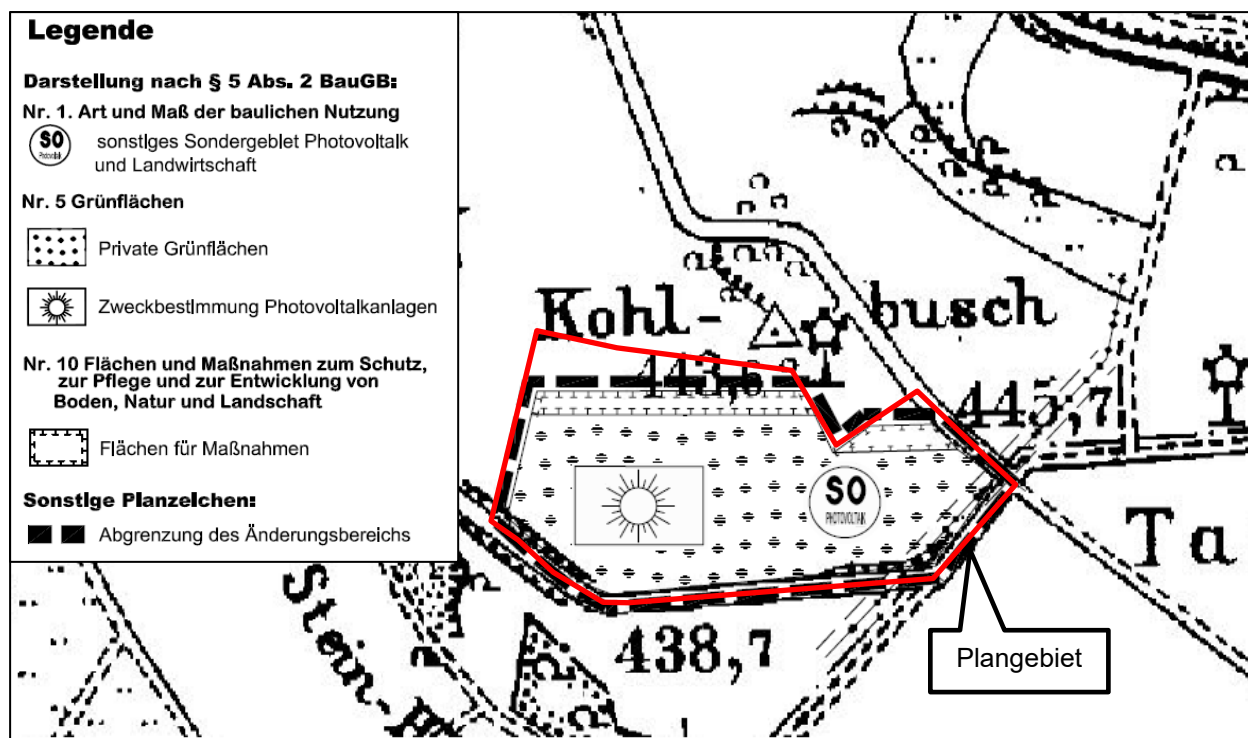 Legende
Darstellung nach § 5 Abs. 2 BauGB:
Nr. 1. Art und Maß der baulichen Nutzung
SO
Photovoltaik
sonstiges Sondergebiet Photovoltaik
und Landwirtschaft
Nr. 5 Grünflächen
Private Grünflächen
Zweckbestimmung Photovoltaikanlagen
Nr. 10 Flächen und Maßnahmen zum Schutz,
zur Pflege und zur Entwicklung von
Boden, Natur und Landschaft
Flächen für Maßnahmen
Sonstige Planzeichen:
Abgrenzung des Änderungsbereichs
Kohl-
busch
443,6
445,7
SO
PHOTOVOLTAIK
Ta
Stein-
438,7
Plangebiet